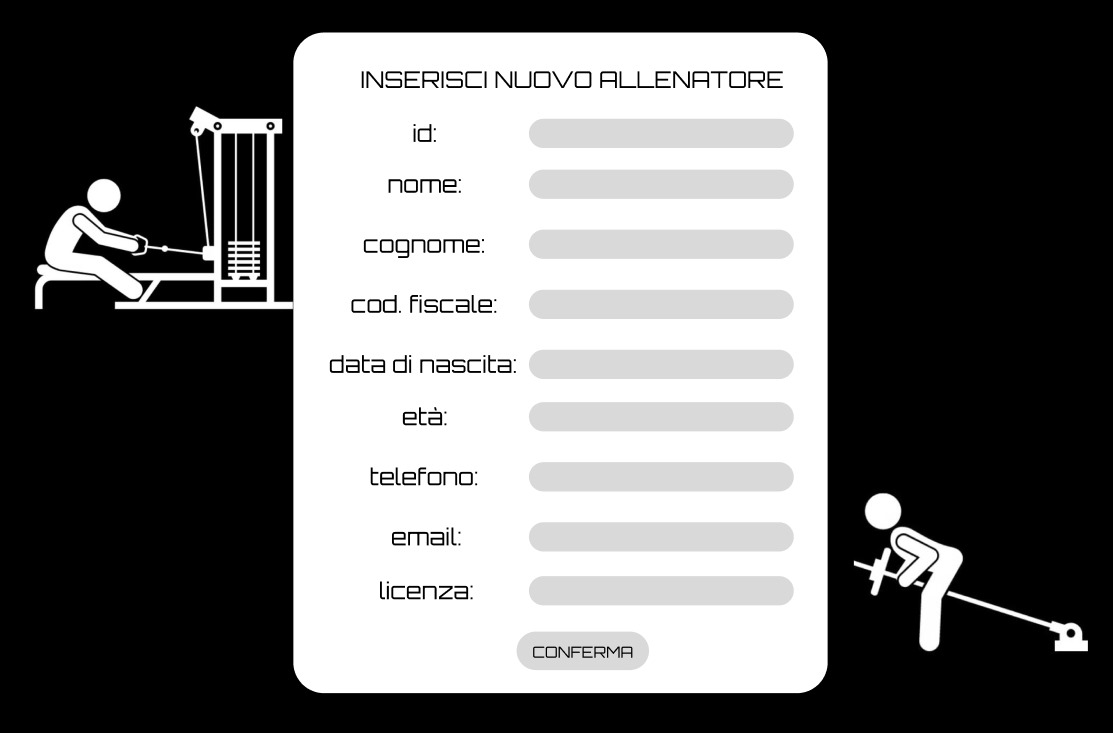 INSERISCI NUOVO ALLENATORE
id:
nome:
cognome:
cod. fiscale:
data di nascita:
età:
telefono:
email:
licenza:
CONFERMA